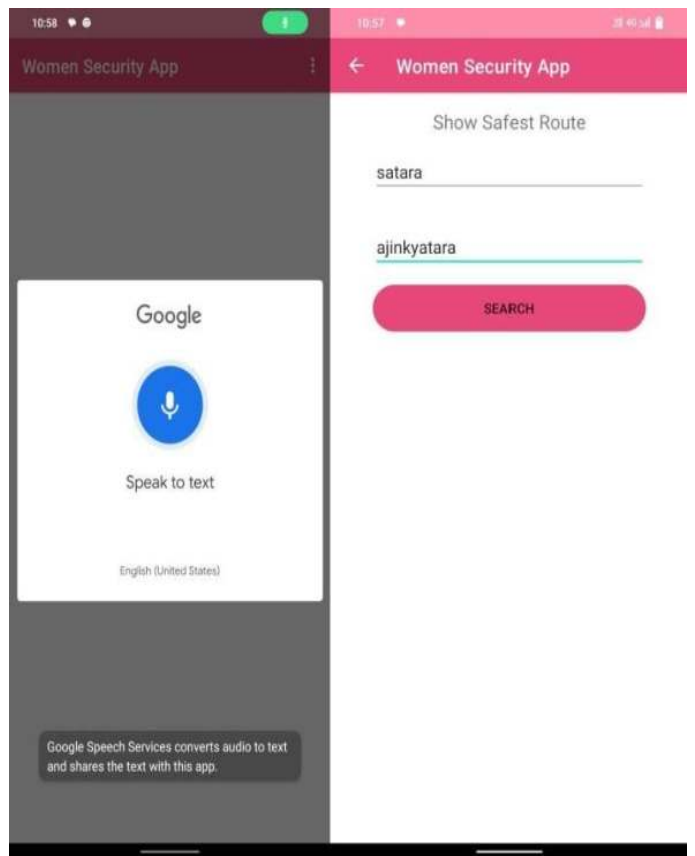 10:58
Women Security App
Google
Speak to text
English (United States)
Google Speech Services converts audio to text
and shares the text with this app.
10:57
Women Security App
Show Safest Route
satara
ajinkyatara
SEARCH